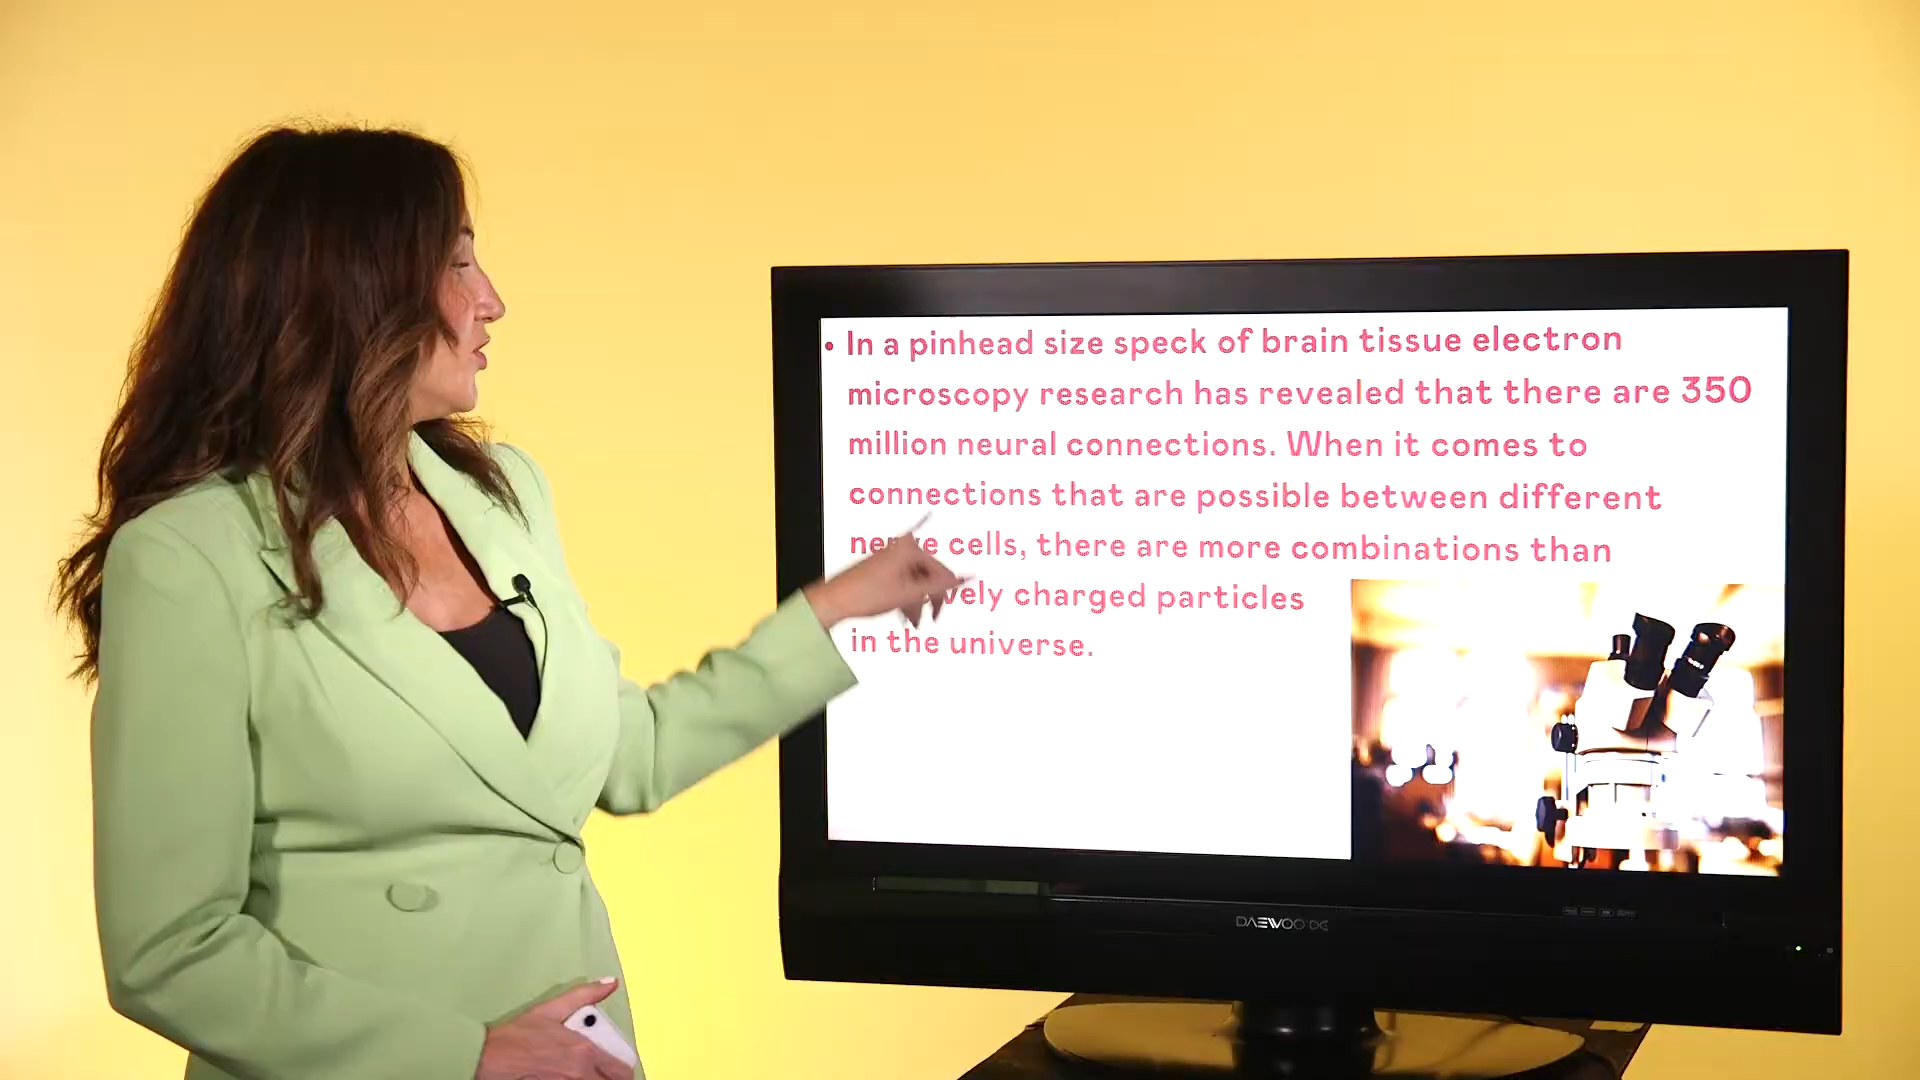 • In a pinhead size speck of brain tissue electron
microscopy research has revealed that there are 350
million neural connections. When it comes to
connections that are possible between different
cells, there are more combinations than
charged particles
in the universe.
DAEWOO